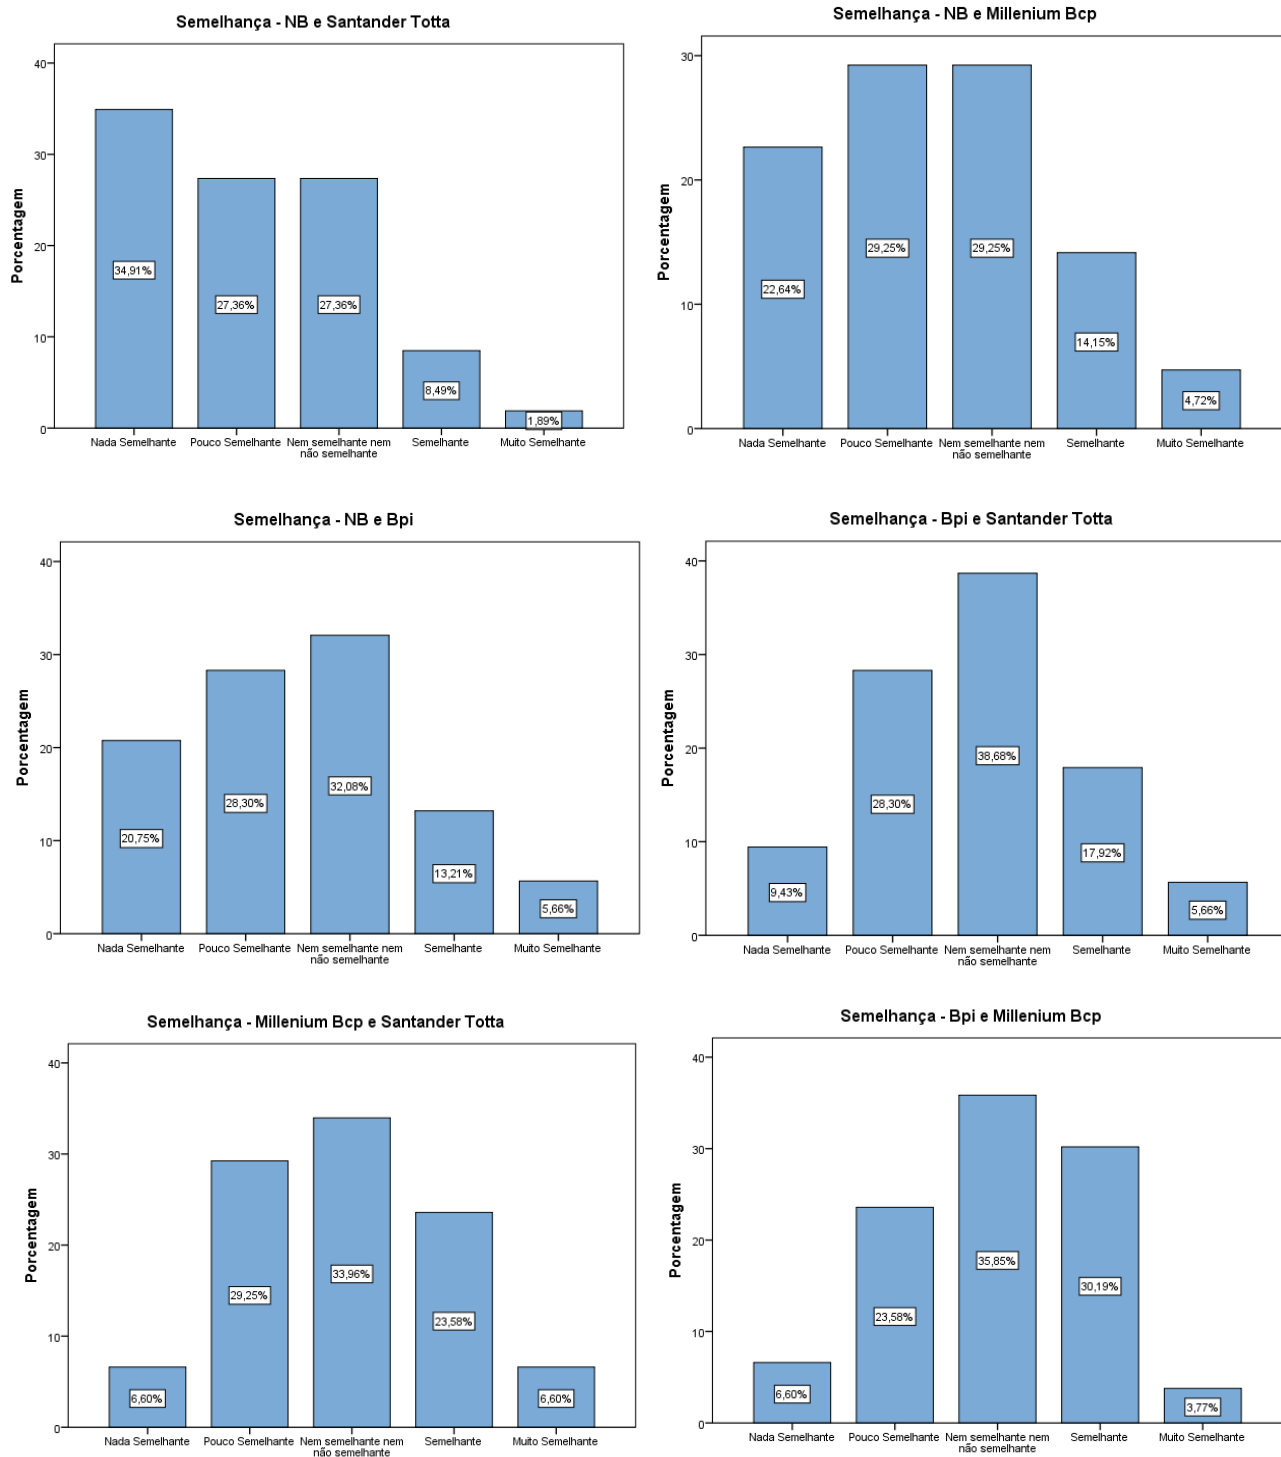 Semelhança - NB e Santander Totta
Porcentagem
40
30
20
10
0
34,91%
27,36%
27,36%
8,49%
1,89%
Nada Semelhante
Pouco Semelhante
Nem semelhante nem
não semelhante
Semelhante
Muito Semelhante
Semelhança - NB e Millenium Bcp
Porcentagem
30
20
10
0
22,64%
29,25%
29,25%
14,15%
4,72%
Nada Semelhante
Pouco Semelhante
Nem semelhante nem
não semelhante
Semelhante
Muito Semelhante
Semelhança - NB e Bpi
Porcentagem
40
30
20
10
0
20,75%
28,30%
32,08%
13,21%
5,66%
Nada Semelhante
Pouco Semelhante
Nem semelhante nem
não semelhante
Semelhante
Muito Semelhante
Semelhança - Bpi e Santander Totta
Porcentagem
40
30
20
10
0
9,43%
28,30%
38,68%
17,92%
5,66%
Nada Semelhante
Pouco Semelhante
Nem semelhante nem
não semelhante
Semelhante
Muito Semelhante
Semelhança - Millenium Bcp e Santander Totta
Porcentagem
40
30
20
10
0
6,60%
29,25%
33,96%
23,58%
6,60%
Nada Semelhante
Pouco Semelhante
Nem semelhante nem
não semelhante
Semelhante
Muito Semelhante
Semelhança - Bpi e Millenium Bcp
Porcentagem
40
30
20
10
0
6,60%
23,58%
35,85%
30,19%
3,77%
Nada Semelhante
Pouco Semelhante
Nem semelhante nem
não semelhante
Semelhante
Muito Semelhante